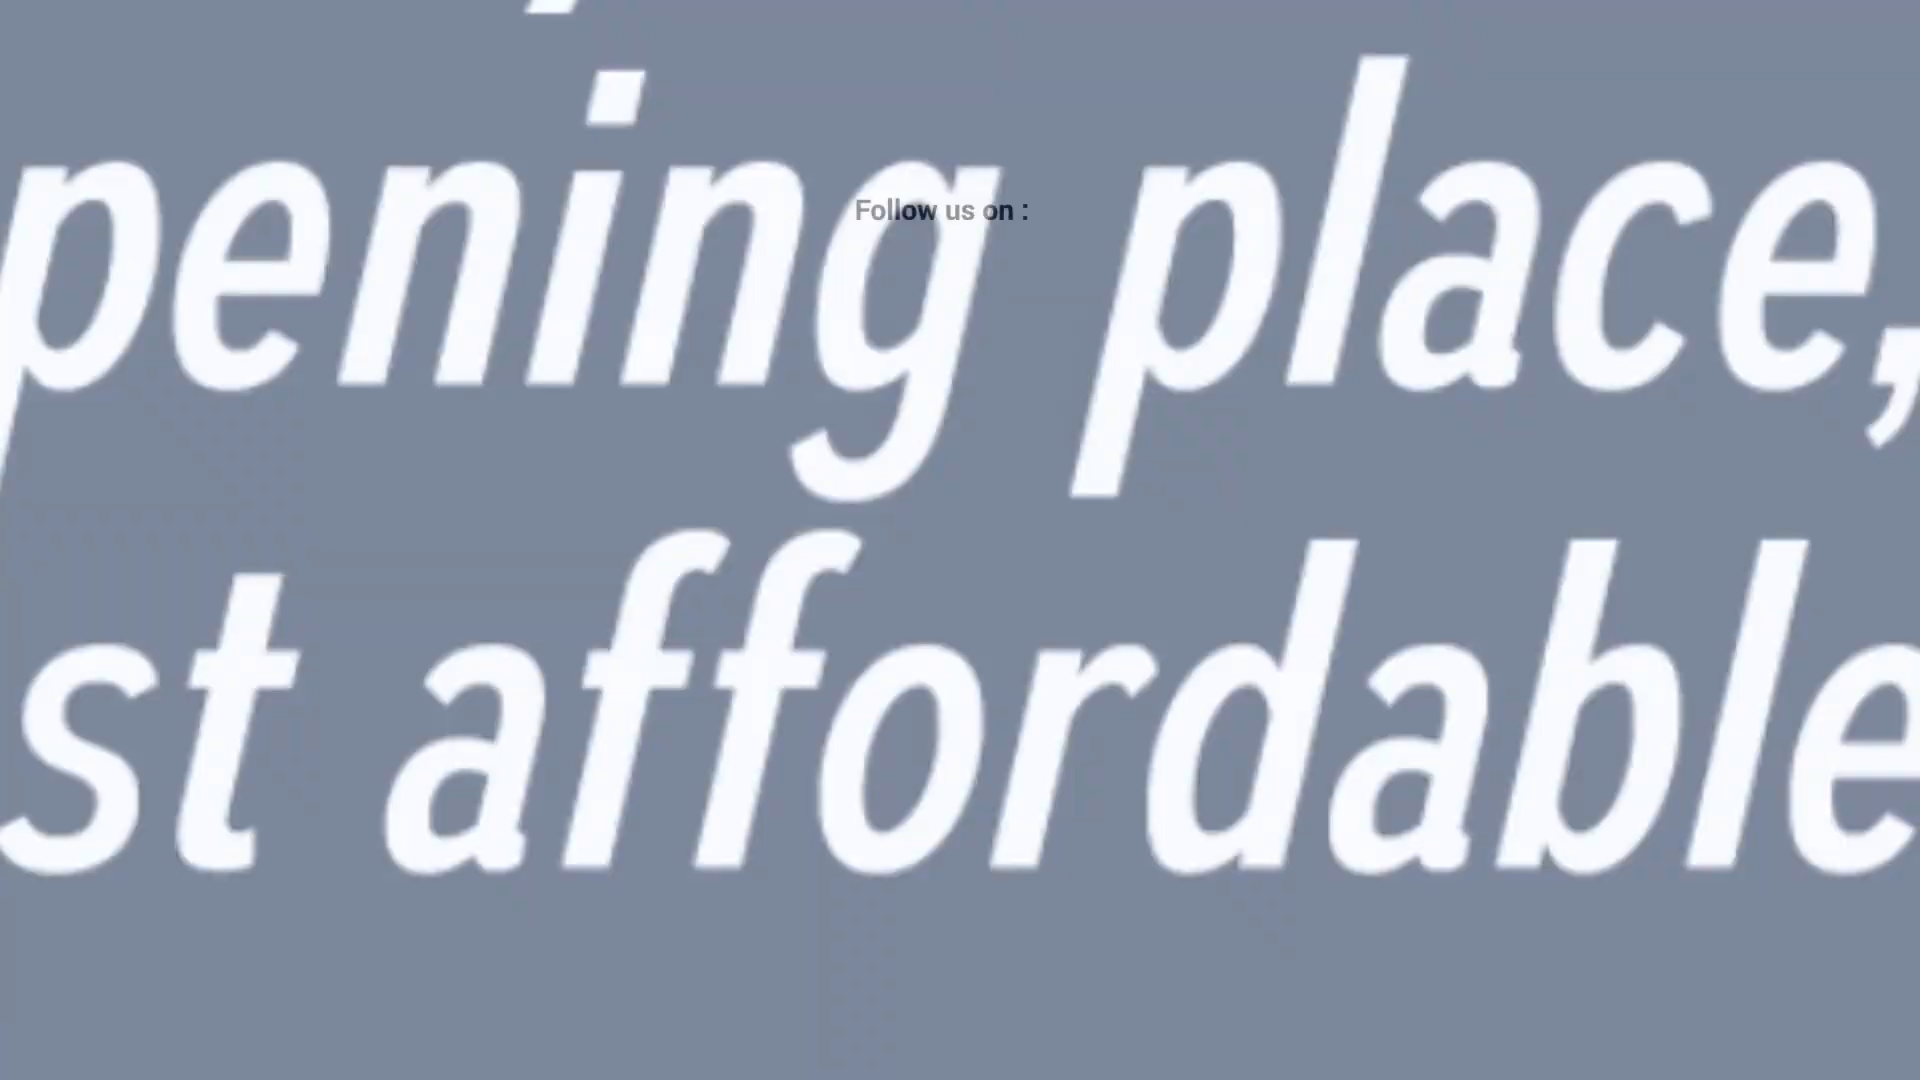 pening place,
Follow us on :
st affordable